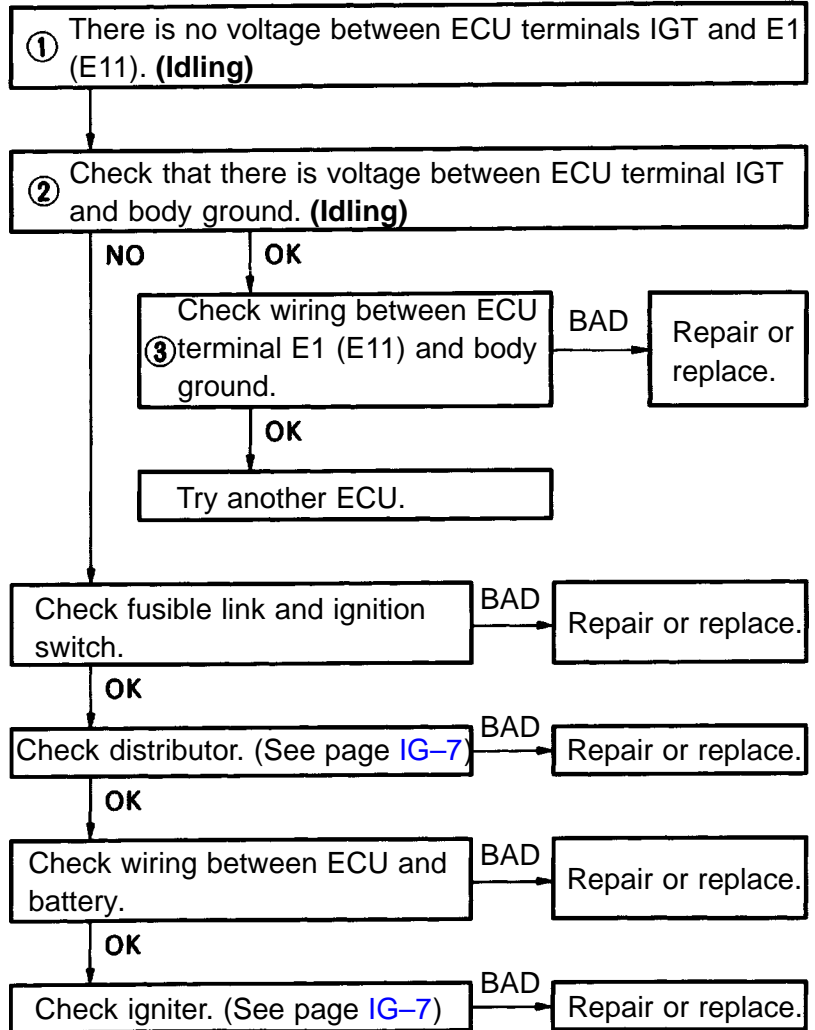 ① There is no voltage between ECU terminals IGT and E1
(E11). (Idling)
② Check that there is voltage between ECU terminal IGT
and body ground. (Idling)
NO
OK
Check wiring between ECU
③ terminal E1 (E11) and body
ground.
BAD
Repair or
replace.
OK
Try another ECU.
Check fusible link and ignition
switch.
BAD
Repair or replace.
OK
Check distributor. (See page IG–7)
BAD
Repair or replace.
OK
Check wiring between ECU and
battery.
BAD
Repair or replace.
OK
Check igniter. (See page IG–7)
BAD
Repair or replace.